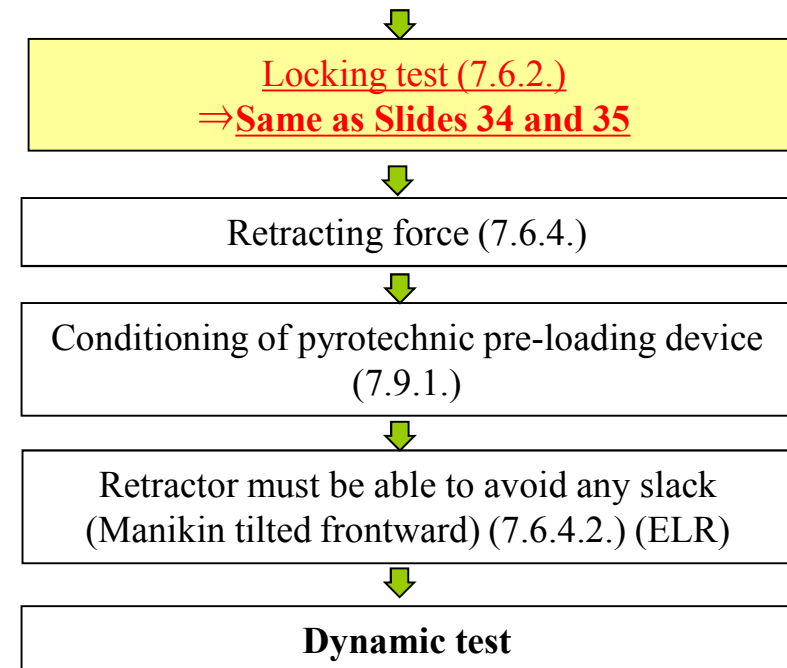 Locking test (7.6.2.)
⇒Same as Slides 34 and 35
Retracting force (7.6.4.)
Conditioning of pyrotechnic pre-loading device
(7.9.1.)
Retractor must be able to avoid any slack
(Manikin tilted frontward) (7.6.4.2.) (ELR)
Dynamic test